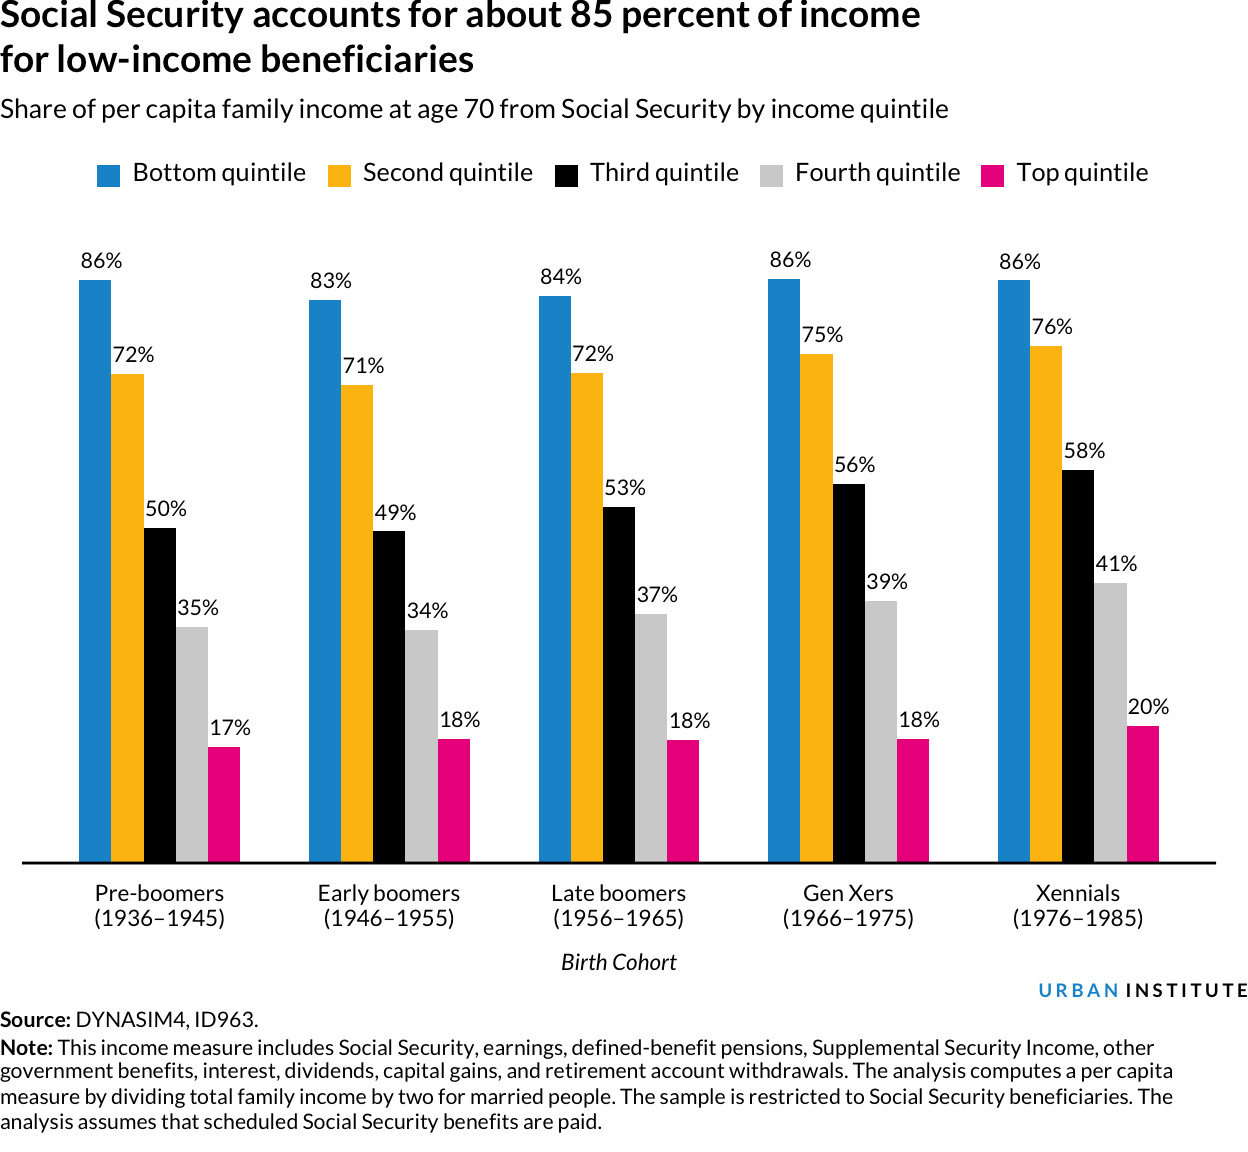 Social Security accounts for about 85 percent of income
for low-income beneficiaries
Share of per capita family income at age 70 from Social Security by income quintile
Bottom quintile Second quintile Third quintile Fourth quintile Top quintile
86% 72% 50% 35% 17%
83% 71% 49% 34% 18%
84% 72% 53% 37% 18%
86% 75% 56% 39% 18%
86% 76% 58% 41% 20%
Pre-boomers
(1936–1945)
Early boomers
(1946–1955)
Late boomers
(1956–1965)
Gen Xers
(1966–1975)
Xennials
(1976–1985)
Birth Cohort
URBAN INSTITUTE
Source: DYNASIM4, ID963.
Note: This income measure includes Social Security, earnings, defined-benefit pensions, Supplemental Security Income, other
government benefits, interest, dividends, capital gains, and retirement account withdrawals. The analysis computes a per capita
measure by dividing total family income by two for married people. The sample is restricted to Social Security beneficiaries. The
analysis assumes that scheduled Social Security benefits are paid.